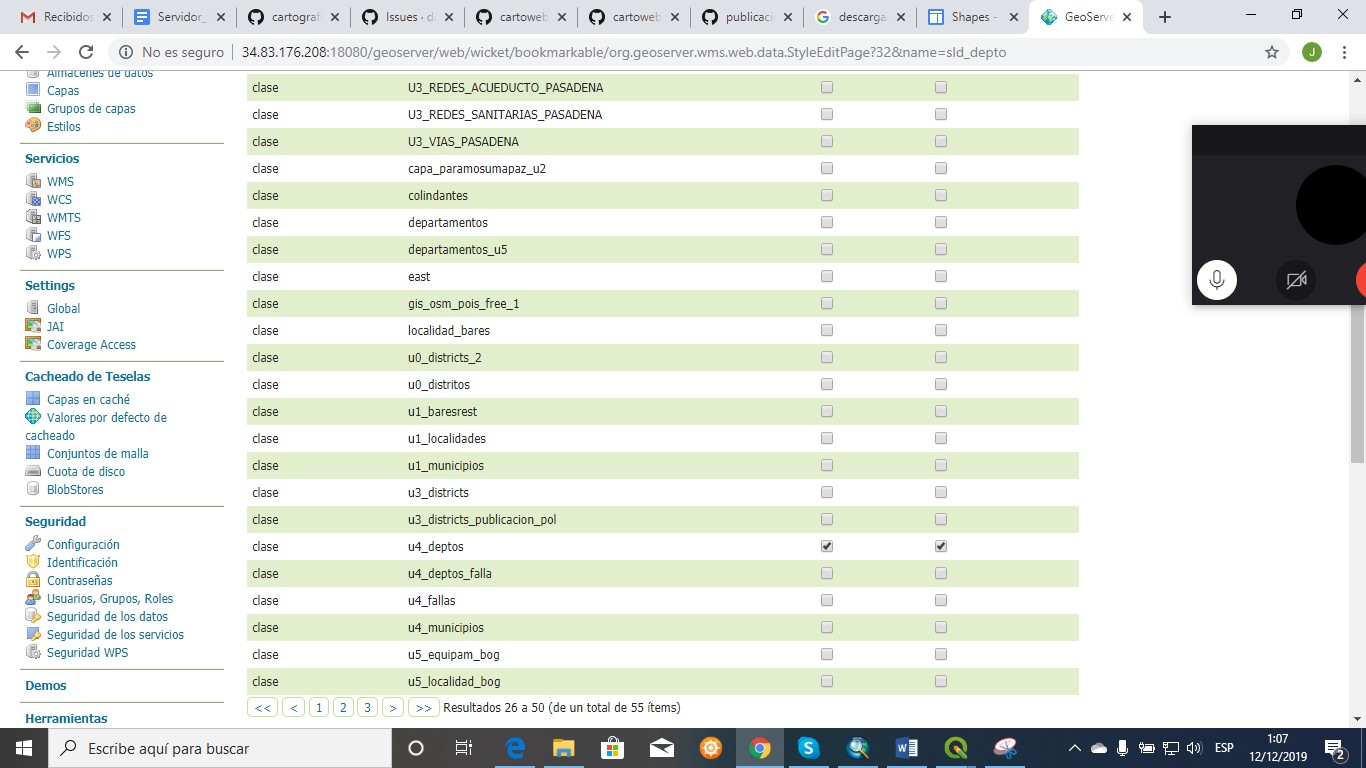 Recibidos
Servidor_
cartografi
Issues · d
cartoweb
cartoweb
publicaci
descarga
Shapes -
GeoServe
No es seguro
34.83.176.208:18080/geoserver/web/wicket/bookmarkable/org.geoserver.wms.web.data.StyleEditPage?32&name=sld_depto
J
Almacenes de datos
Capas
Grupos de capas
Estilos
Servicios
WMS
WCS
WMTS
WFS
WPS
Settings
Global
JAI
Coverage Access
Cacheado de Teselas
Capas en caché
Valores por defecto de
cacheado
Conjuntos de malla
Cuota de disco
BlobStores
Seguridad
Configuración
Identificación
Contraseñas
Usuarios, Grupos, Roles
Seguridad de los datos
Seguridad de los servicios
Seguridad WPS
Demos
Herramientas
clase U3_REDES_ACUEDUCTO_PASADENA
clase U3_REDES_SANITARIAS_PASADENA
clase U3_VIAS_PASADENA
clase capa_paramosumapaz_u2
clase colindantes
clase departamentos
clase departamentos_u5
clase east
clase gis_osm_pois_free_1
clase localidad_bares
clase u0_districts_2
clase u0_distritos
clase u1_baresrest
clase u1_localidades
clase u1_municipios
clase u3_districts
clase u3_districts_publicacion_pol
clase u4_deptos
clase u4_deptos_falla
clase u4_fallas
clase u4_municipios
clase u5_equipam_bog
clase u5_localidad_bog
<< < 1 2 3 > >> Resultados 26 a 50 (de un total de 55 ítems)
Escribe aquí para buscar
ESP
1:07
12/12/2019
2